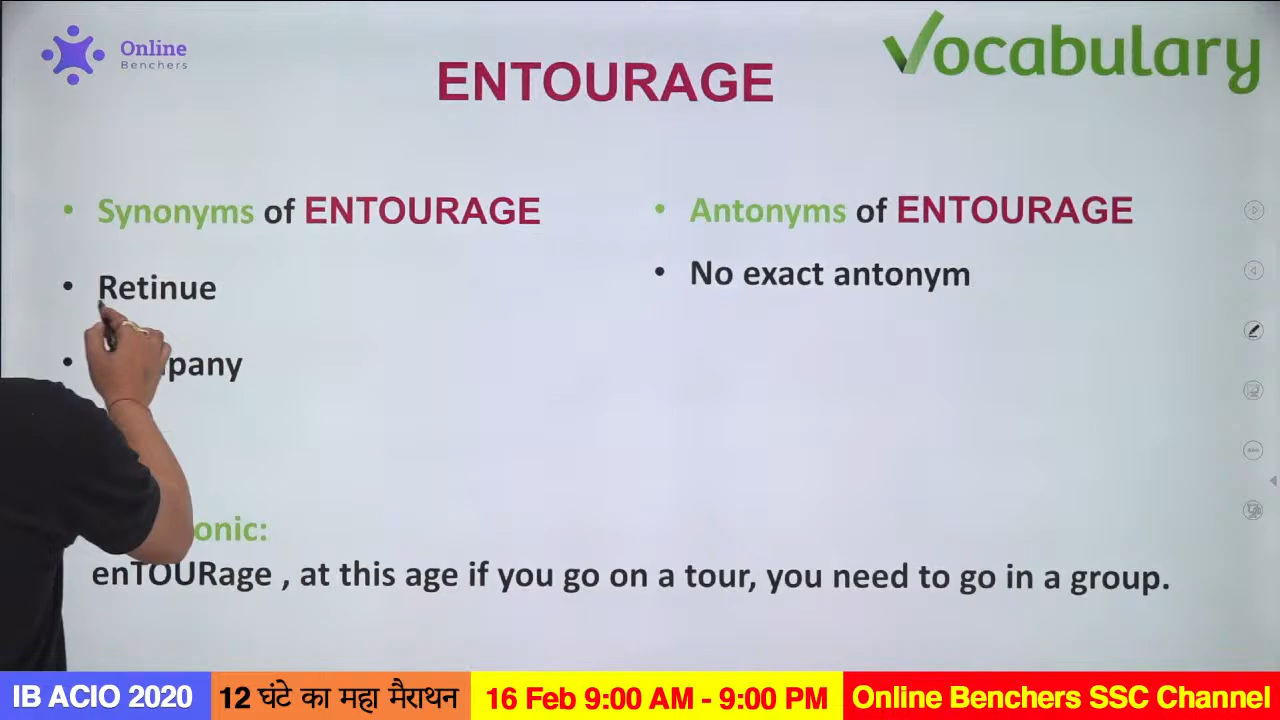 Online
Benchers
Vocabulary
ENTOURAGE
Synonyms of ENTOURAGE
• Retinue
Antonyms of ENTOURAGE
• No exact antonym
enTOURage , at this age if you go on a tour, you need to go in a group.
IB ACIO 2020
12 घंटे का महा मैराथन
16 Feb 9:00 AM - 9:00 PM
Online Benchers SSC Channel